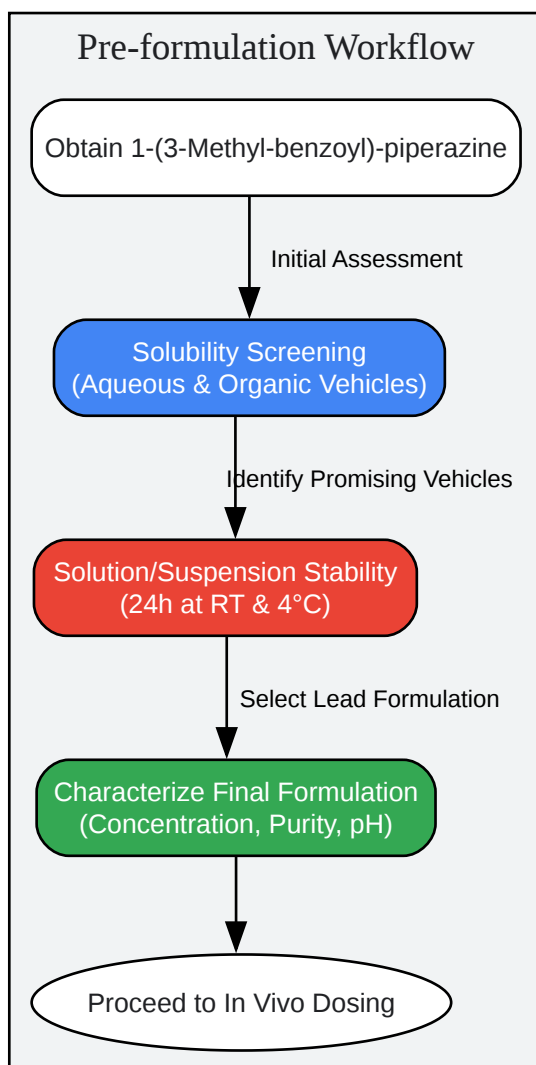 Pre-formulation Workflow
Obtain 1-(3-Methyl-benzoyl)-piperazine
Initial Assessment
Solubility Screening
(Aqueous & Organic Vehicles)
Identify Promising Vehicles
Solution/Suspension Stability
(24h at RT & 4°C)
Select Lead Formulation
Characterize Final Formulation
(Concentration, Purity, pH)
Proceed to In Vivo Dosing